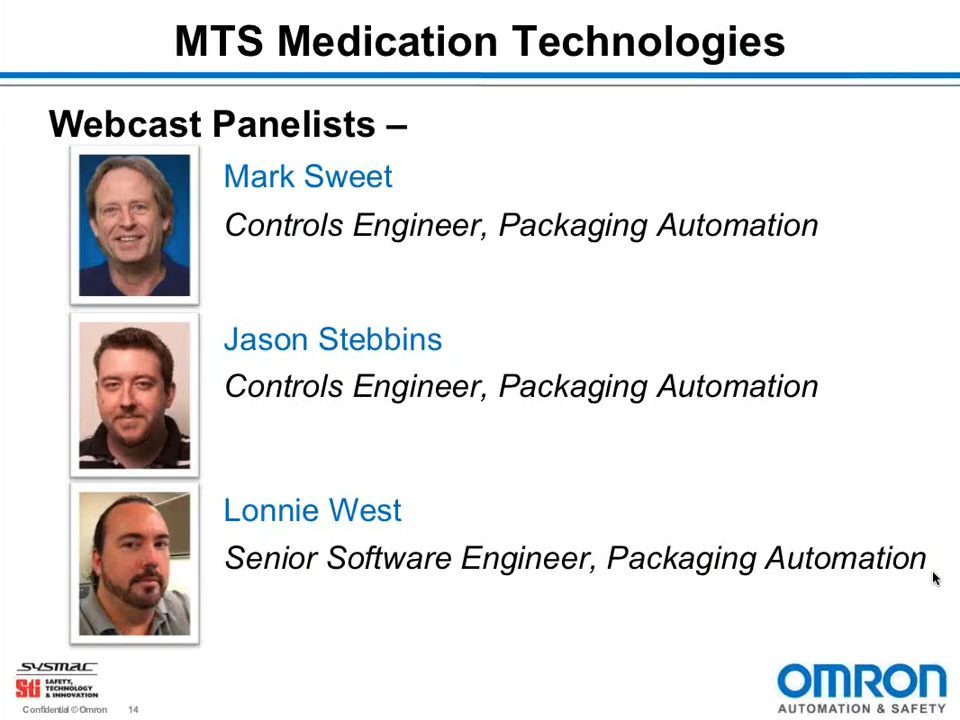 MTS Medication Technologies
Webcast Panelists –
Mark Sweet
Controls Engineer, Packaging Automation
Jason Stebbins
Controls Engineer, Packaging Automation
Lonnie West
Senior Software Engineer, Packaging Automation
SYSMAC
Sti SAFETY,
TECHNOLOGY
& INNOVATION
Confidential © Omron 14
OMRON
AUTOMATION & SAFETY